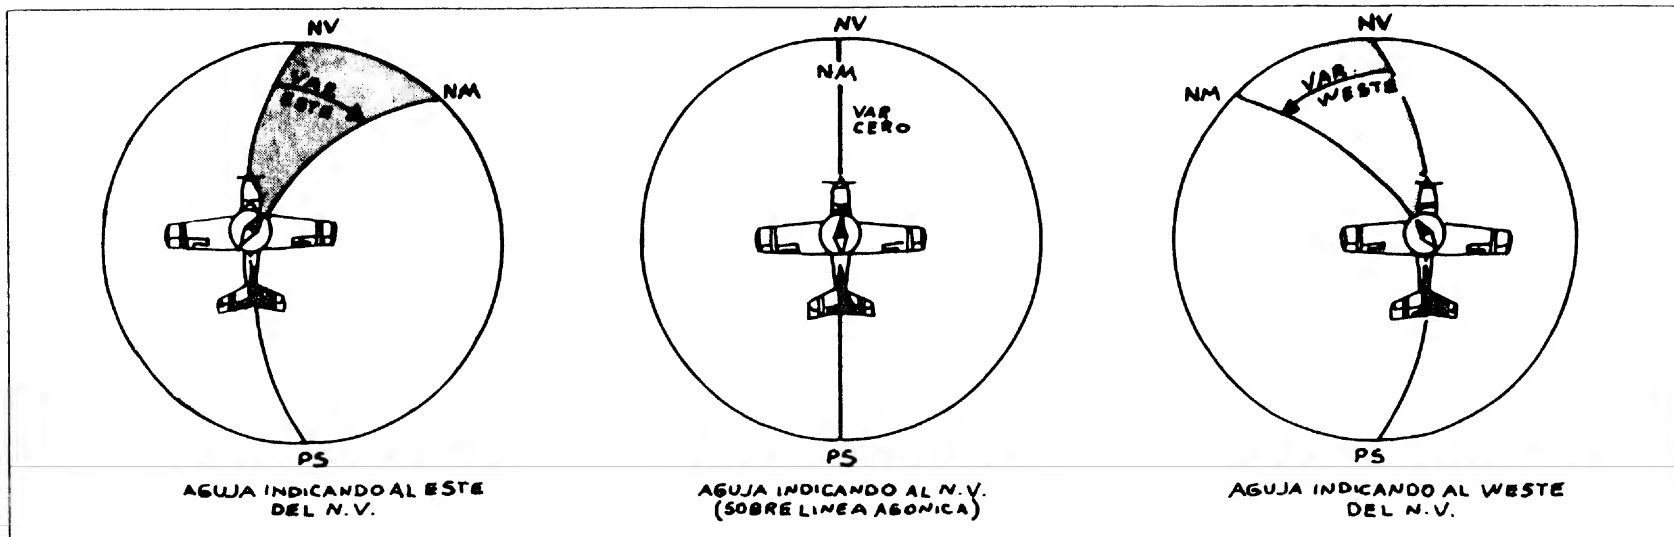 NV
NM
VAR
ESTE
PS
AGUJA INDICANDO AL ESTE
DEL N.V.
NV
NM
VAR
CERO
PS
AGUJA INDICANDO AL N.V.
(SOBRE LINEA AGONICA)
NV
NM
VAR.
WESTE
PS
AGUJA INDICANDO AL WESTE
DEL N.V.